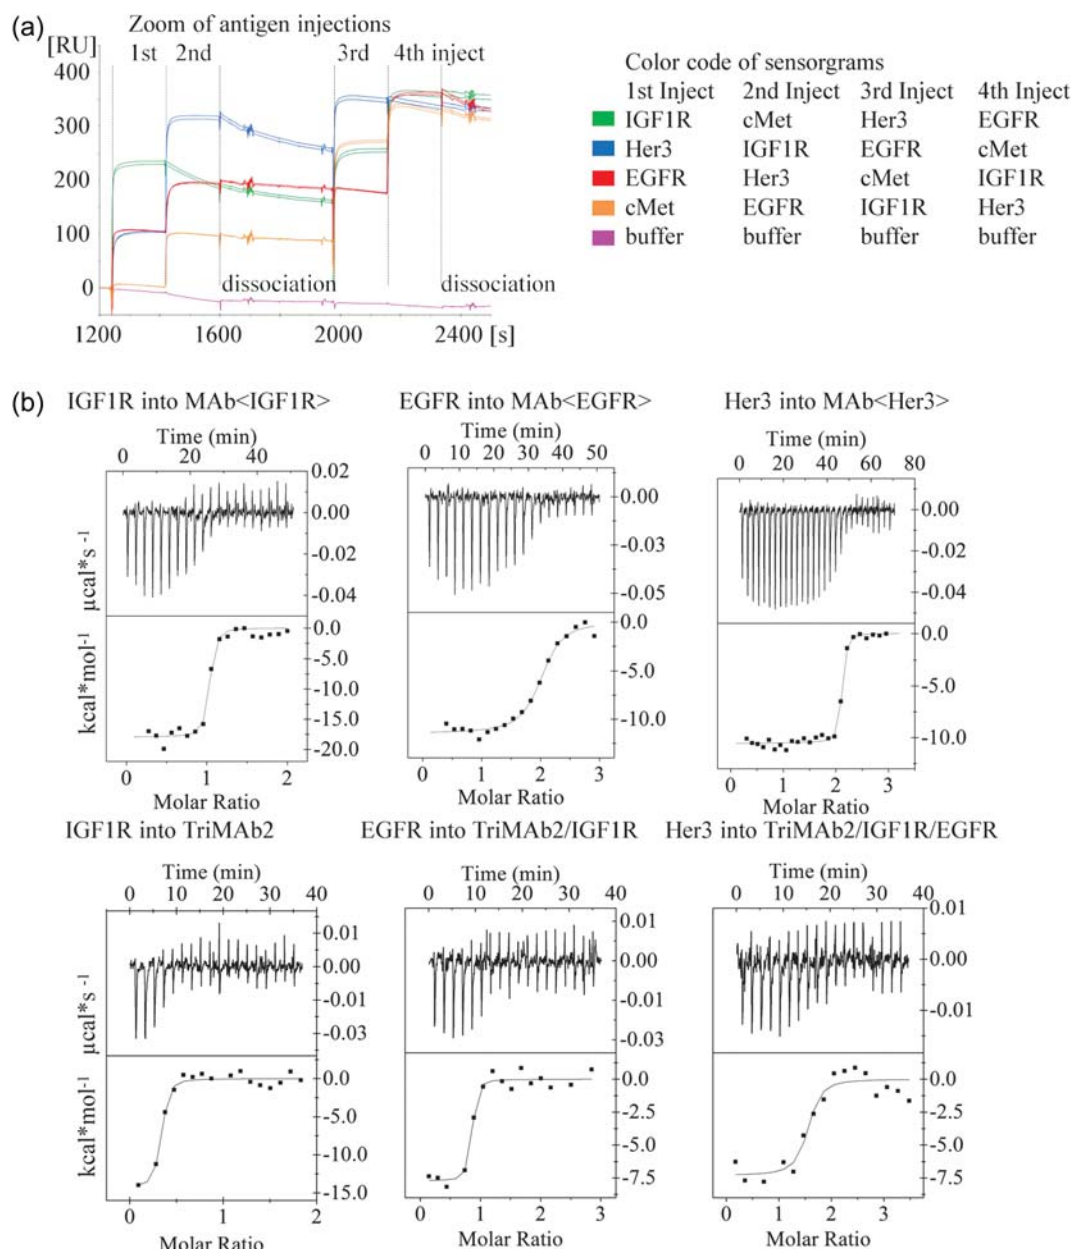 (a)
Zoom of antigen injections
[RU]
1st 2nd 3rd 4th inject
400
300
200
100
0
dissociation dissociation
1200 1600 2000 2400 [s]
Color code of sensorgrams
1st Inject 2nd Inject 3rd Inject 4th Inject
IGF1R cMet Her3 EGFR
Her3 IGF1R EGFR cMet
EGFR Her3 cMet IGF1R
cMet EGFR IGF1R Her3
buffer buffer buffer buffer
(b)
IGF1R into MAb<IGF1R>
Time (min)
0 20 40
0.02
0.00
-0.02
-0.04
µcal*s -1
0.0
-5.0
-10.0
-15.0
-20.0
kcal*mol-1
0 1 2
Molar Ratio
EGFR into MAb<EGFR>
Time (min)
0 10 20 30 40 50
0.00
-0.03
-0.05
0.0
-5.0
-10.0
0 1 2 3
Molar Ratio
Her3 into MAb<Her3>
Time (min)
0 20 40 60 80
0.00
-0.02
-0.04
0.0
-5.0
-10.0
0 1 2 3
Molar Ratio
IGF1R into TriMAb2
Time (min)
0 10 20 30 40
0.01
0.00
-0.01
-0.03
µcal*s -1
0.0
-5.0
-10.0
-15.0
kcal*mol-1
0 1 2
Molar Ratio
EGFR into TriMAb2/IGF1R
Time (min)
0 10 20 30 40
0.01
0.00
-0.01
-0.03
0.0
-2.5
-5.0
-7.5
0 1 2 3
Molar Ratio
Her3 into TriMAb2/IGF1R/EGFR
Time (min)
0 10 20 30 40
0.01
0.00
-0.01
0.0
-2.5
-5.0
-7.5
0 1 2 3
Molar Ratio